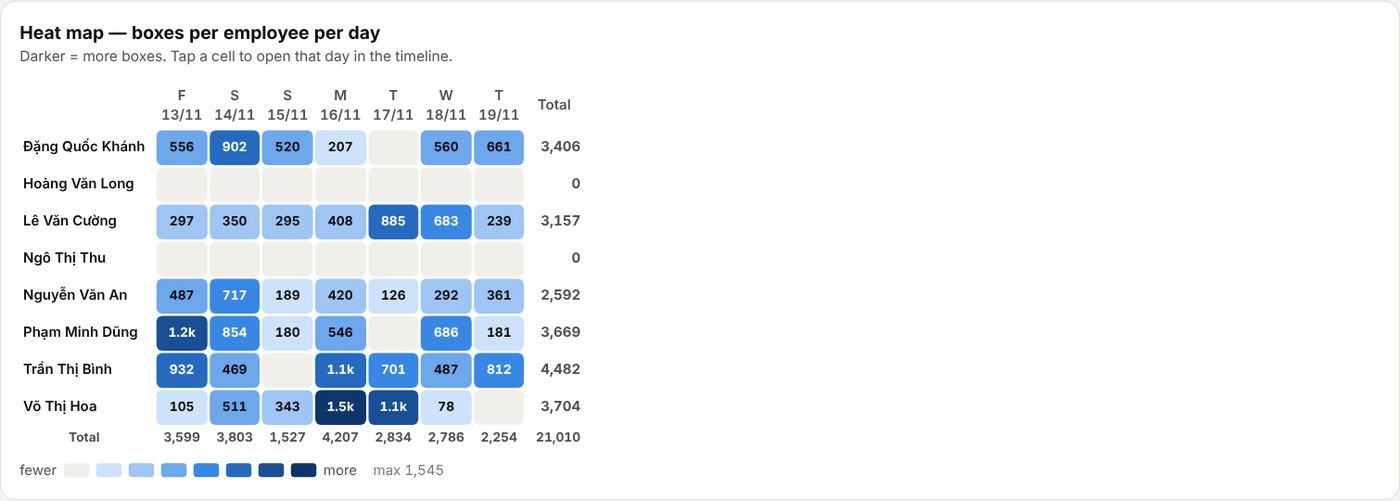 Heat map — boxes per employee per day
Darker = more boxes. Tap a cell to open that day in the timeline.
F S S M T W T
13/11 14/11 15/11 16/11 17/11 18/11 19/11 Total
Đặng Quốc Khánh 556 902 520 207 560 661 3,406
Hoàng Văn Long 0
Lê Văn Cường 297 350 295 408 885 683 239 3,157
Ngô Thị Thu 0
Nguyễn Văn An 487 717 189 420 126 292 361 2,592
Phạm Minh Dũng 1.2k 854 180 546 686 181 3,669
Trần Thị Bình 932 469 1.1k 701 487 812 4,482
Võ Thị Hoa 105 511 343 1.5k 1.1k 78 3,704
Total 3,599 3,803 1,527 4,207 2,834 2,786 2,254 21,010
fewer more max 1,545